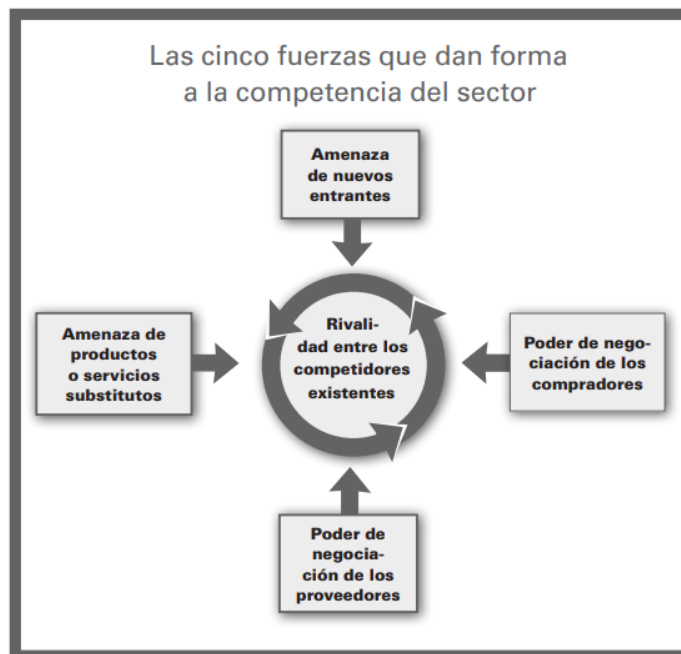 Las cinco fuerzas que dan forma
a la competencia del sector
Amenaza
de nuevos
entrantes
Amenaza de
productos
o servicios
substitutos
Rivali-
dad entre los
competidores
existentes
Poder de nego-
ciación de los
compradores
Poder de
negocia-
ción de los
proveedores